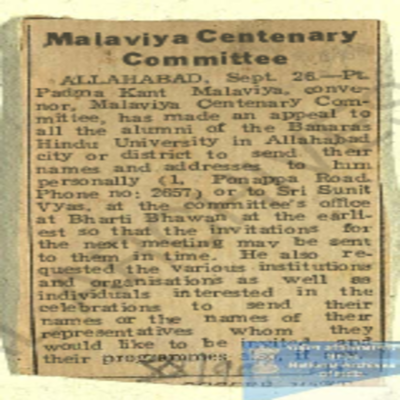 Malaviya Centenary
Committee
ALLAHABAD, Sept. 26.—Pt.
Padma Kant Malaviya, conve-
nor, Malaviya Centenary Com-
mittee, has made an appeal to
all the alumni of the Banaras
Hindu University in Allahabad
city or district to send their
names and addresses to him
personally (1, Ponappa Road,
Phone no: 2657) or to Sri Sunit
Vyas, at the committee's office
at Bharti Bhawan at the earli-
est so that the invitations for
the next meeting may be sent
to them in time. He also re-
quested the various institutions
and organisations as well as
individuals interested in the
celebrations to send their
names or the names of their
representatives whom they
would like to be invited and
their programmes also, if